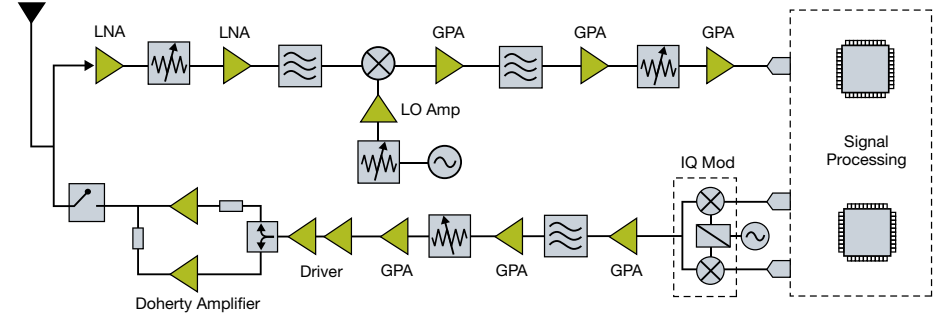 LNA
LNA
GPA
GPA
GPA
LO Amp
Signal
Processing
IQ Mod
Driver
GPA
GPA
GPA
Doherty Amplifier